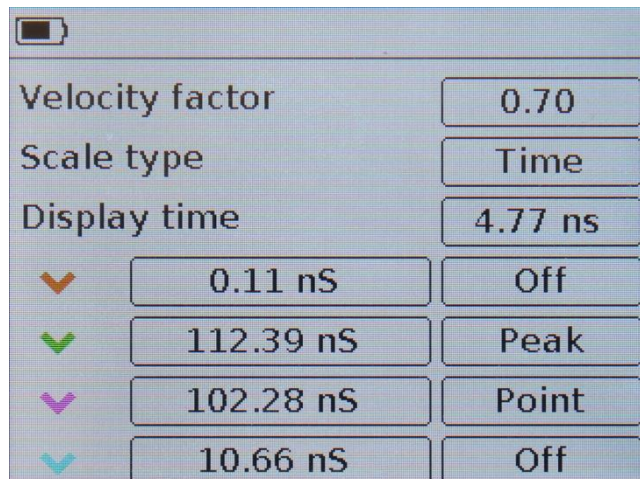 Velocity factor 0.70
Scale type Time
Display time 4.77 ns
0.11 nS Off
112.39 nS Peak
102.28 nS Point
10.66 nS Off